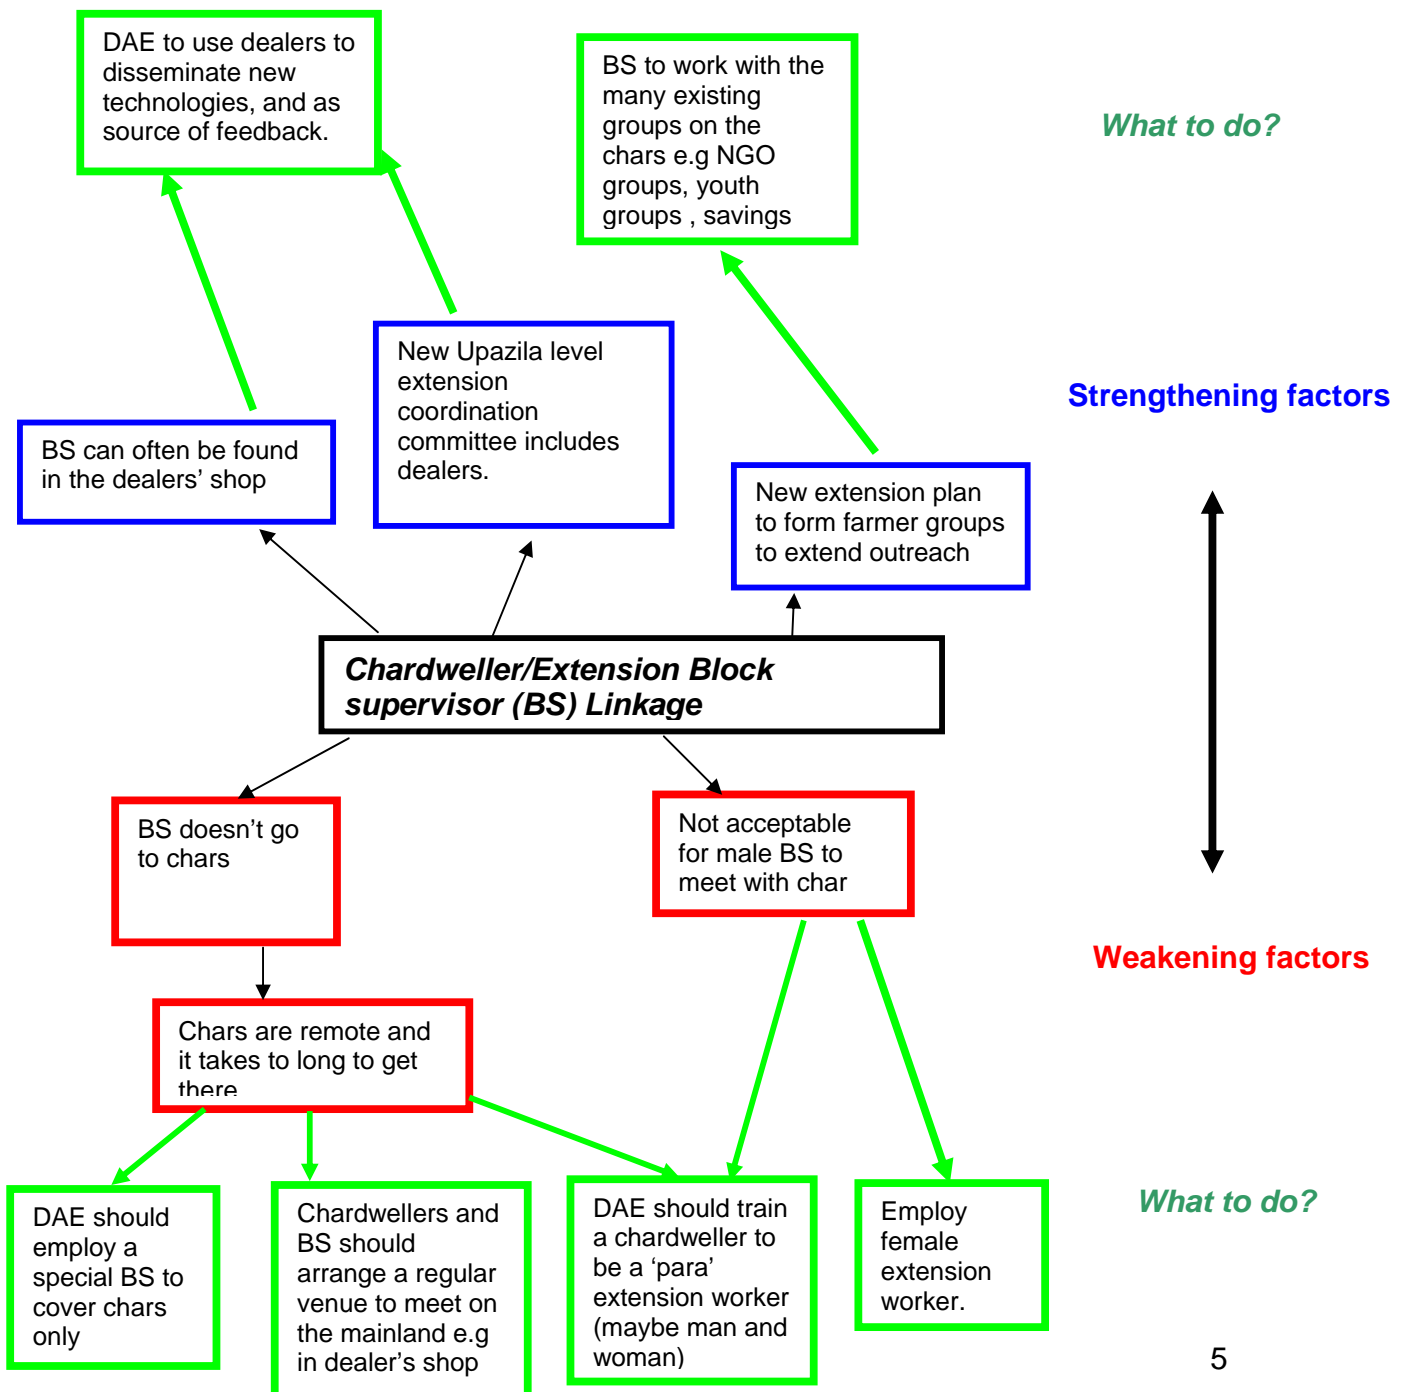 DAE to use dealers to
disseminate new
technologies, and as
source of feedback.
BS to work with the
many existing
groups on the
chars e.g NGO
groups, youth
groups , savings
What to do?
New Upazila level
extension
coordination
committee includes
dealers.
Strengthening factors
BS can often be found
in the dealers’ shop
New extension plan
to form farmer groups
to extend outreach
Chardweller/Extension Block
supervisor (BS) Linkage
BS doesn’t go
to chars
Not acceptable
for male BS to
meet with char
Weakening factors
Chars are remote and
it takes to long to get
there
What to do?
DAE should
employ a
special BS to
cover chars
only
Chardwellers and
BS should
arrange a regular
venue to meet on
the mainland e.g
in dealer’s shop
DAE should train
a chardweller to
be a ‘para’
extension worker
(maybe man and
woman)
Employ
female
extension
worker.
5